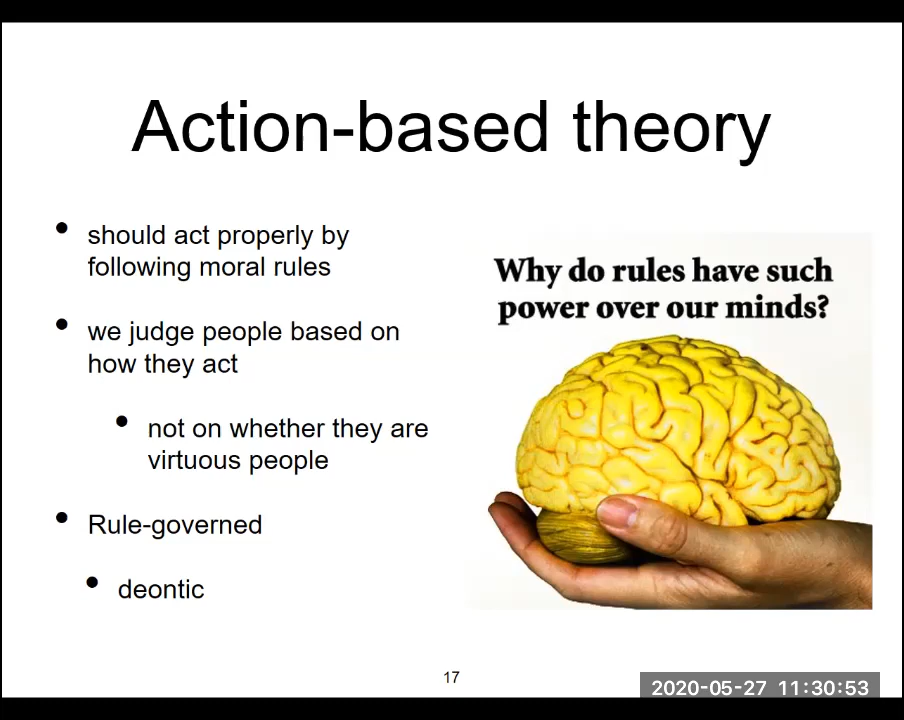 Action-based theory
• should act properly by
following moral rules
• we judge people based on
how they act
• not on whether they are
virtuous people
• Rule-governed
• deontic
Why do rules have such
power over our minds?
17
2020-05-27 11:30:53